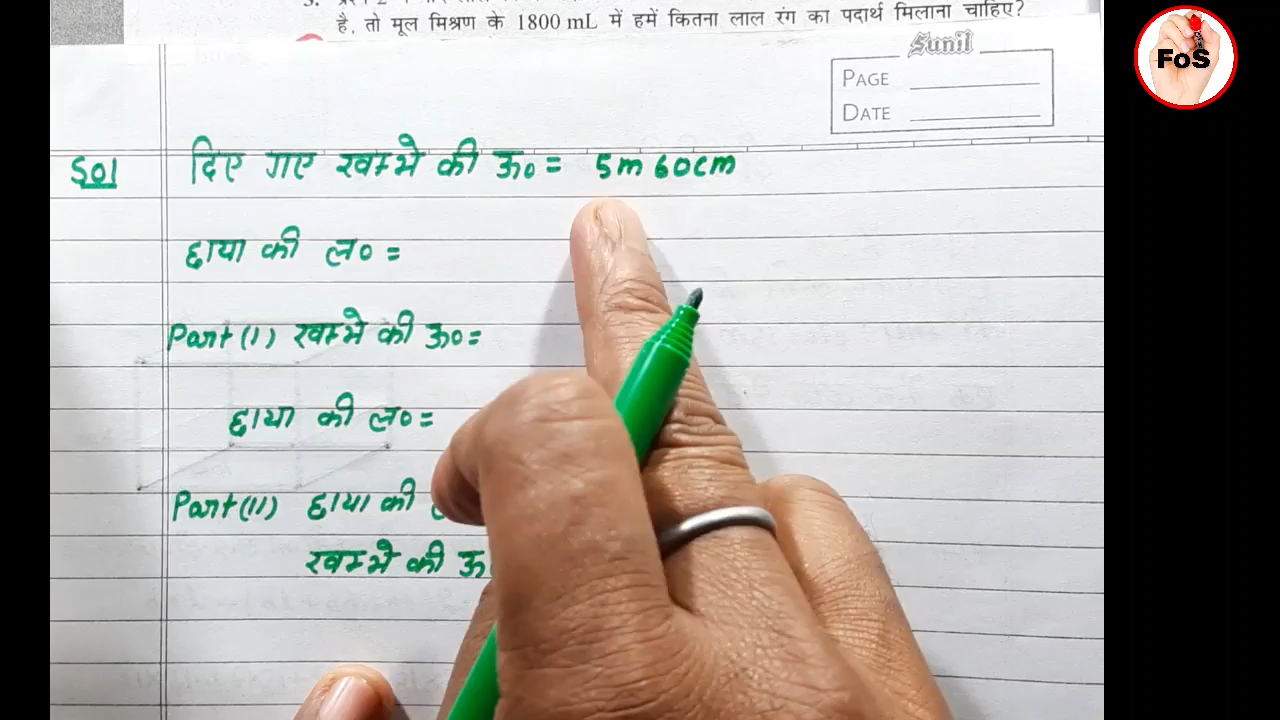 है, तो मूल मिश्रण के 1800 mL में हमें कितना लाल रंग का पदार्थ मिलाना चाहिए?
Sunil
PAGE
DATE
FoS
Sol दिए गए खम्भे की ऊ० = 5m 60cm
छाया की ल० =
Part (I) खम्भे की ऊ० =
छाया की ल० =
Part (II) छाया की
खम्भे की ऊ